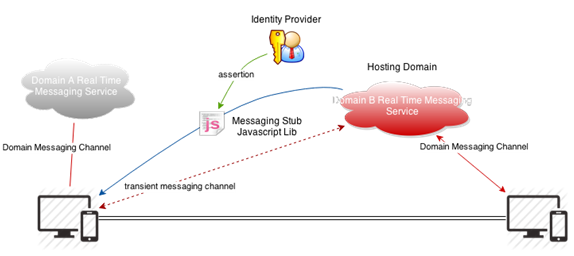 Identity Provider
assertion
Hosting Domain
Domain A Real Time
Messaging Service
Domain B Real Time Messaging
Service
js
Messaging Stub
Javascript Lib
Domain Messaging Channel
Domain Messaging Channel
transient messaging channel